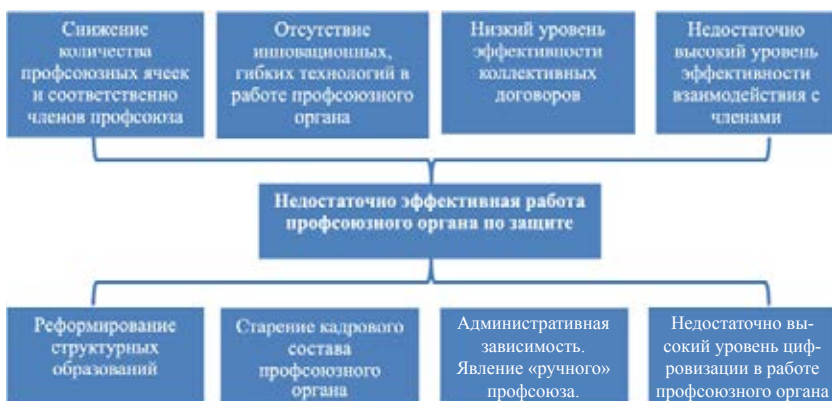 Снижение
количества
профсоюзных ячеек
и соответственно
членов профсоюза
Отсутствие
инновационных,
гибких технологий в
работе профсоюзного
органа
Низкий уровень
эффективности
коллективных
договоров
Недостаточно
высокий уровень
эффективности
взаимодействия с
членами
Недостаточно эффективная работа
профсоюзного органа по защите
Реформирование
структурных
образований
Старение кадрового
состава
профсоюзного
органа
Административная
зависимость.
Явление «ручного»
профсоюза.
Недостаточно вы-
сокий уровень циф-
ровизации в работе
профсоюзного органа